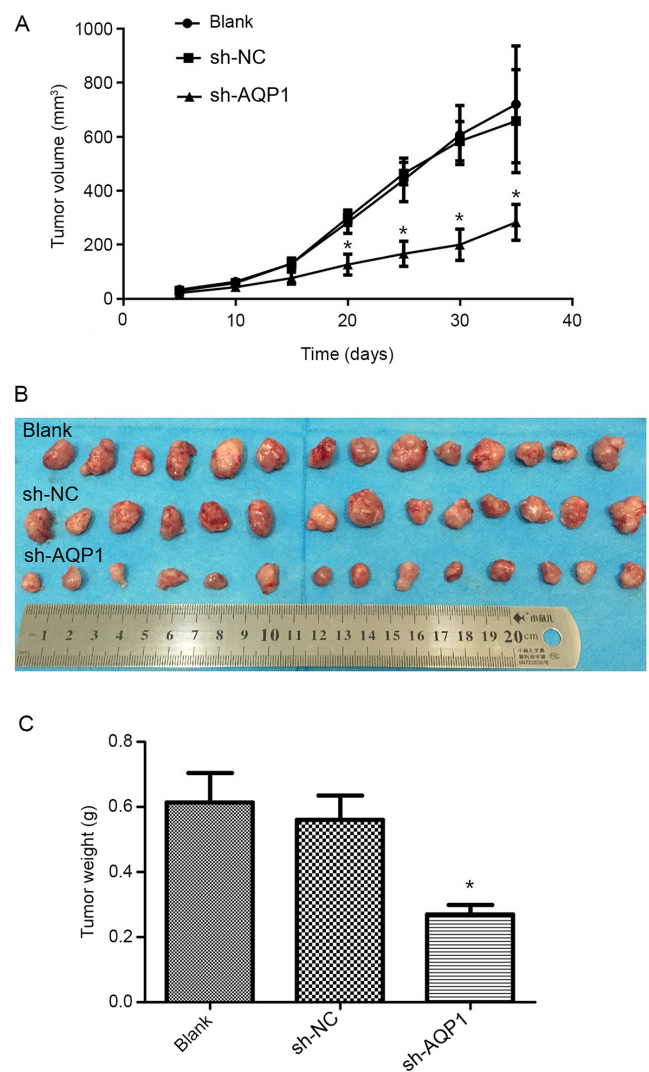 A
Blank
sh-NC
sh-AQP1
Tumor volume (mm³)
1000
800
600
400
200
0
* * * *
0 10 20 30 40
Time (days)
B
Blank
sh-NC
sh-AQP1
1 2 3 4 5 6 7 8 9 10 11 12 13 14 15 16 17 18 19 20 cm
小鱼儿
C
Tumor weight (g)
0.8
0.6
0.4
0.2
0.0
*
Blank
sh-NC
sh-AQP1